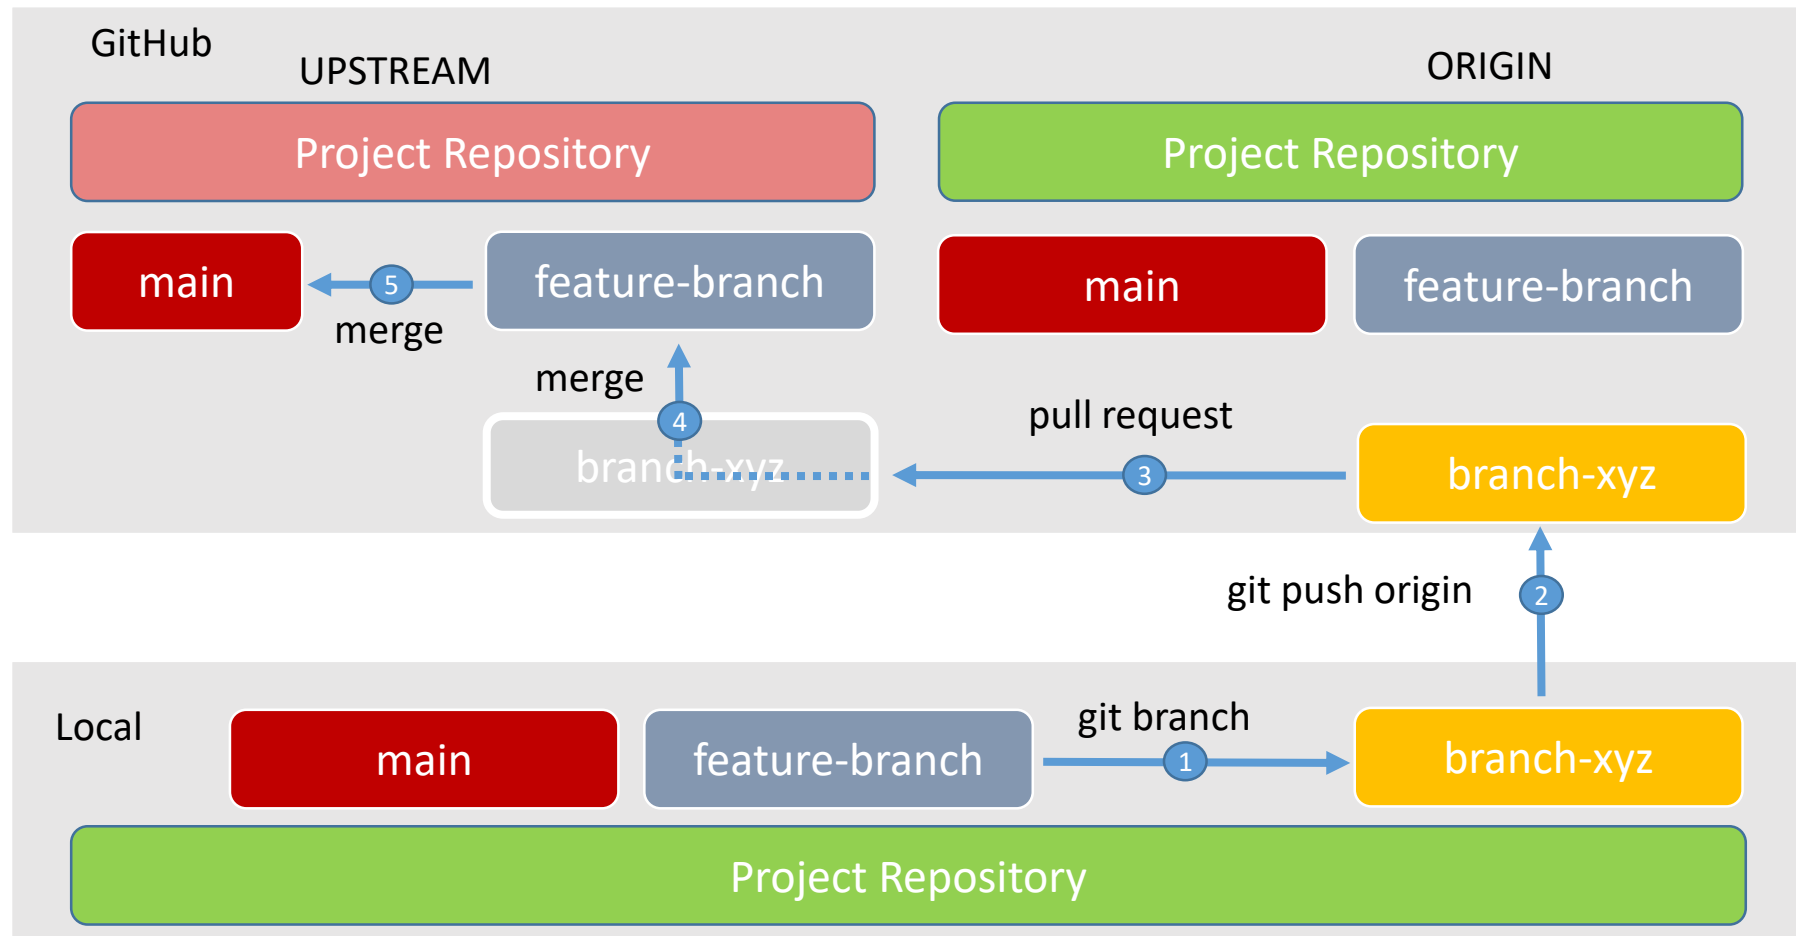 GitHub
UPSTREAM
ORIGIN
Project Repository
Project Repository
main
5
merge
feature-branch
main
feature-branch
merge
4
branch-xyz
pull request
3
branch-xyz
git push origin
2
Local
main
feature-branch
git branch
1
branch-xyz
Project Repository